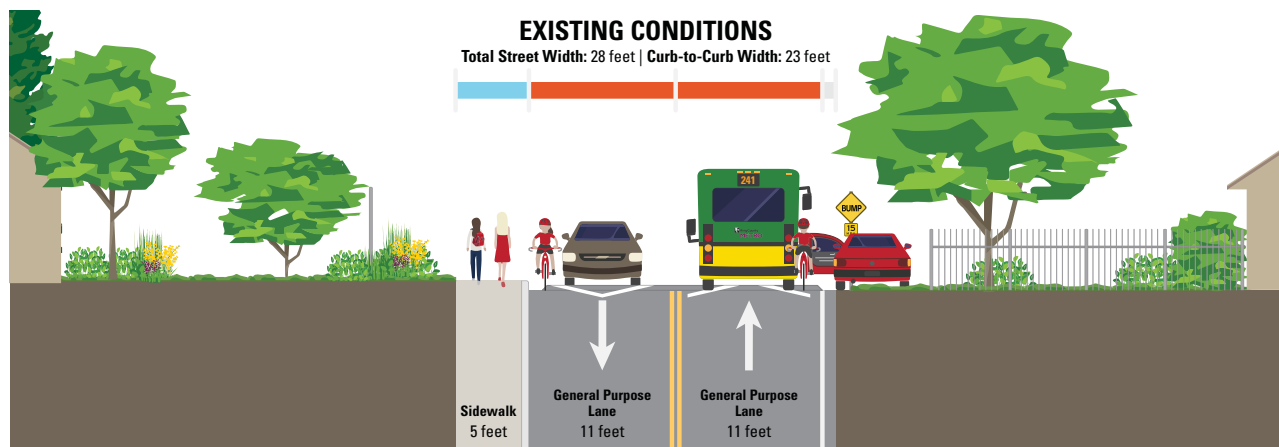 EXISTING CONDITIONS
Total Street Width: 28 feet | Curb-to-Curb Width: 23 feet
241
BUMP
15
Sidewalk
5 feet
General Purpose
Lane
11 feet
General Purpose
Lane
11 feet